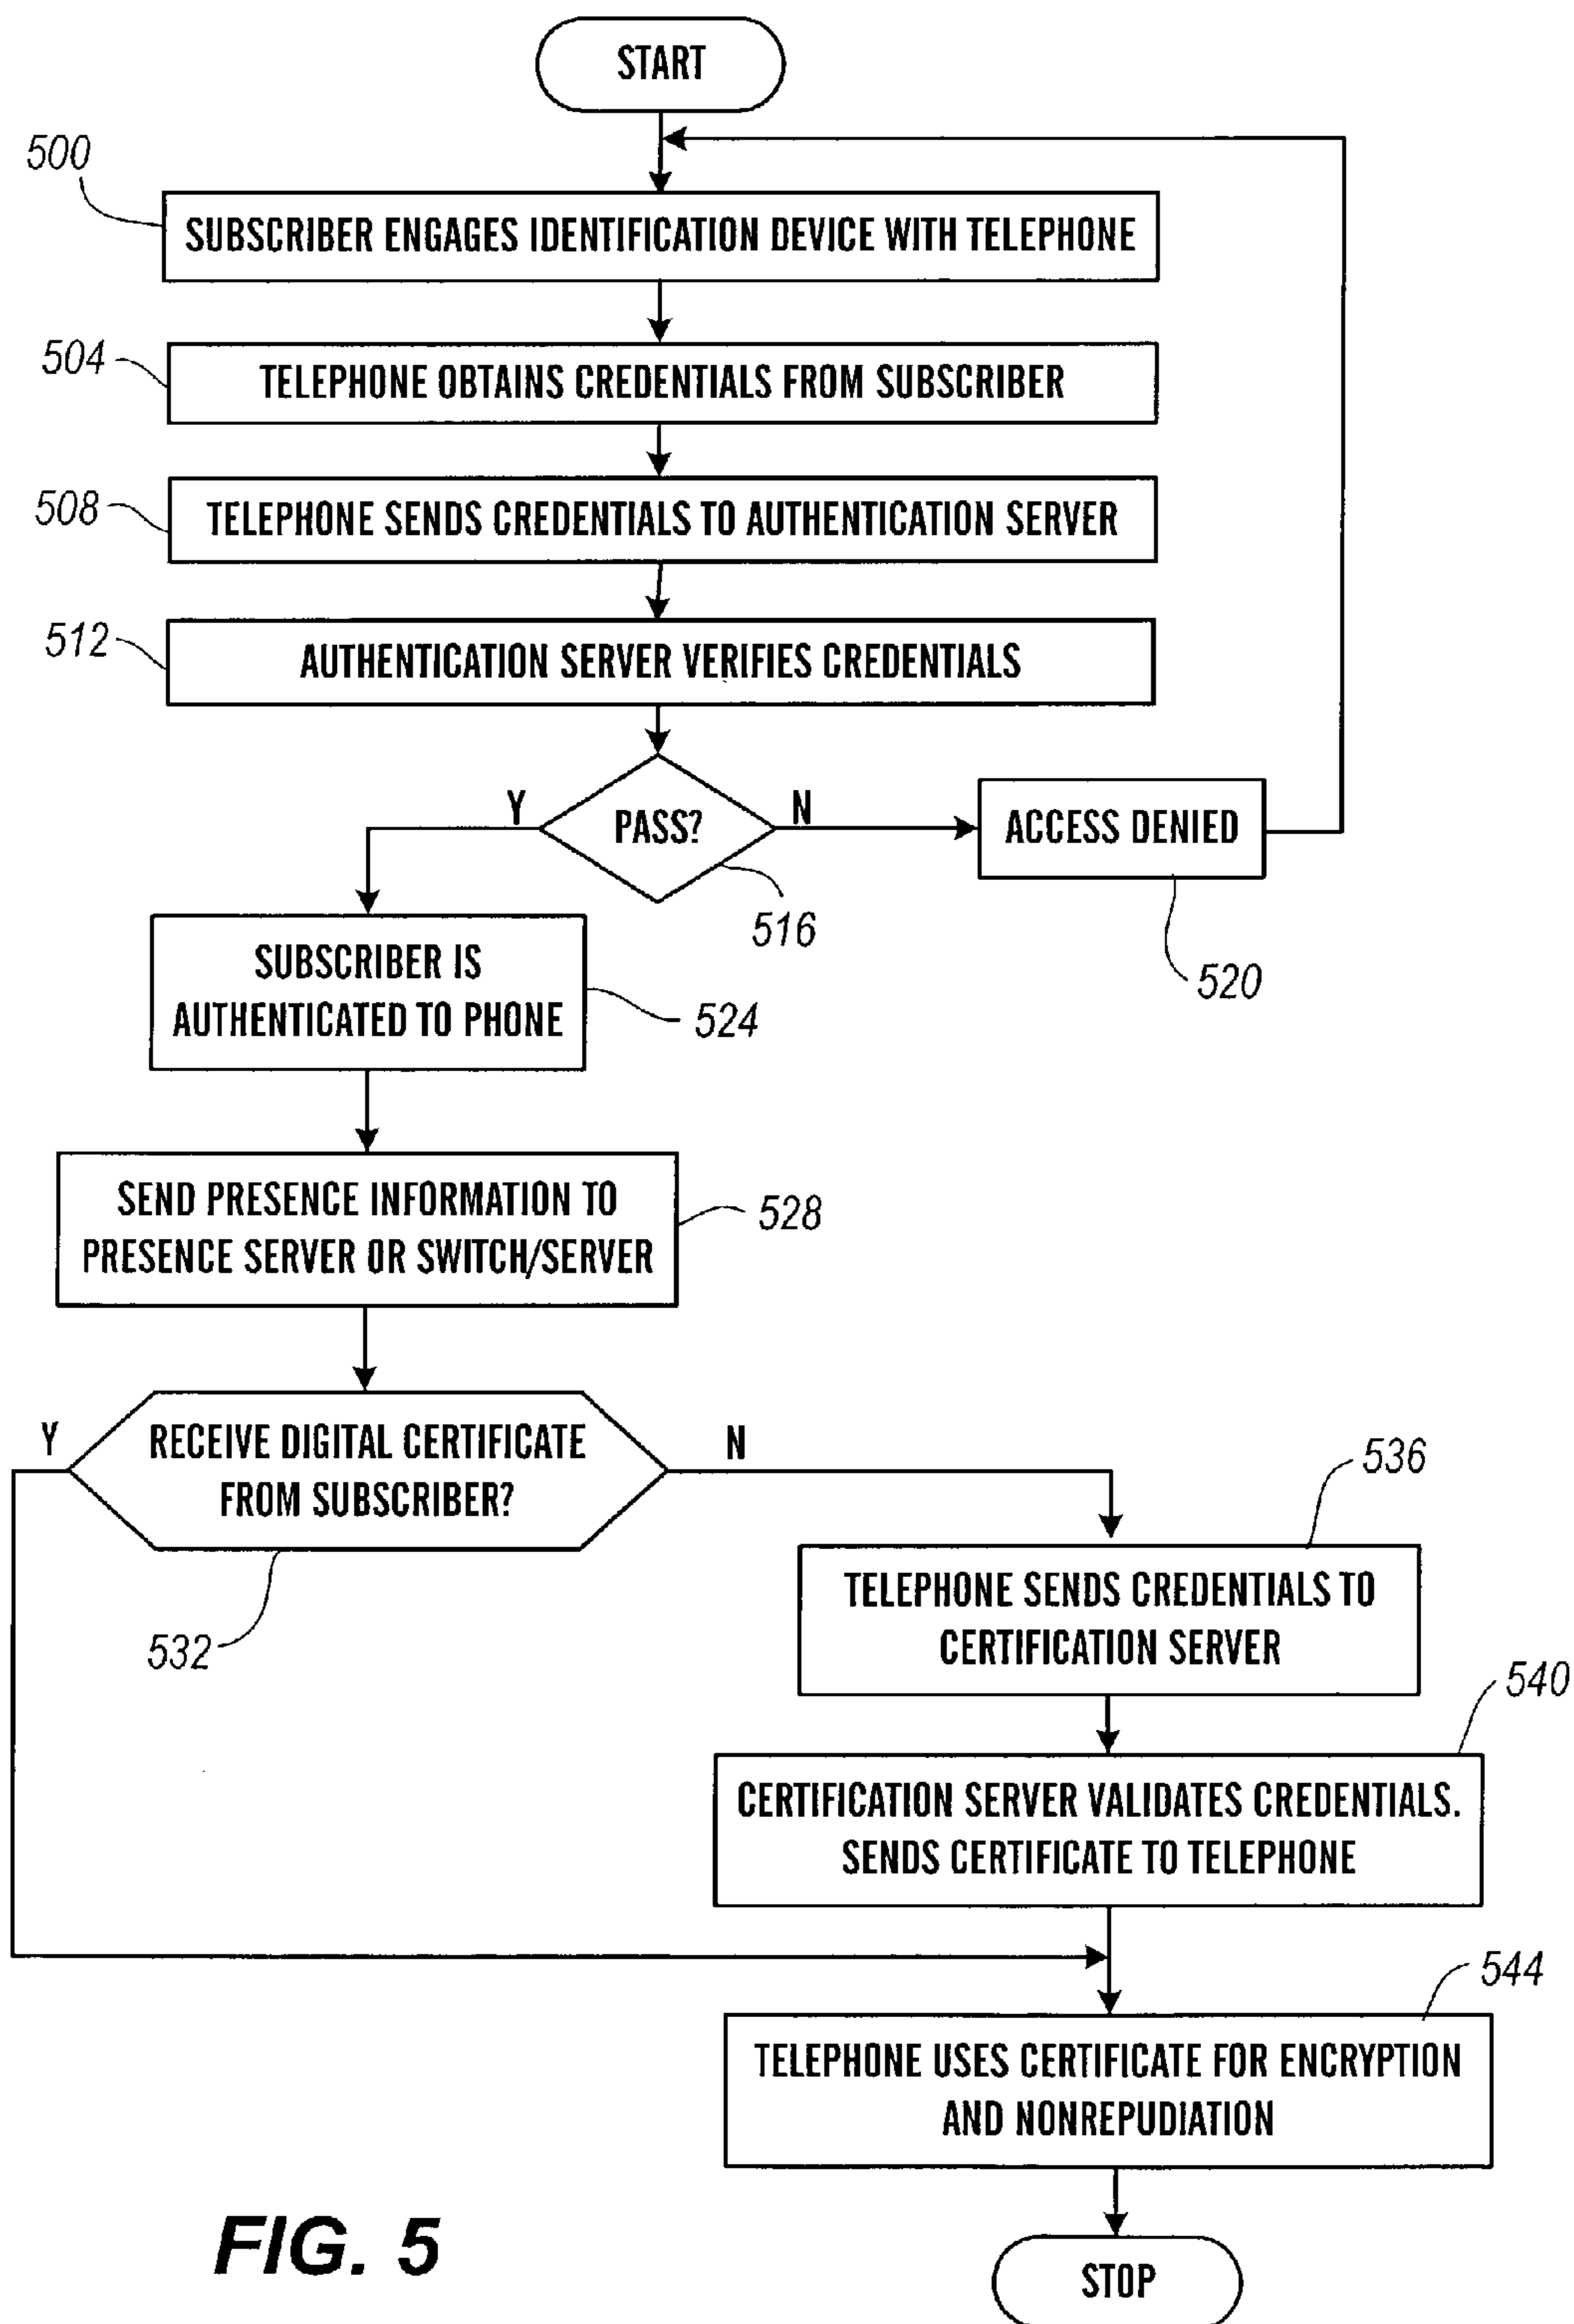 START
500
SUBSCRIBER ENGAGES IDENTIFICATION DEVICE WITH TELEPHONE
504
TELEPHONE OBTAINS CREDENTIALS FROM SUBSCRIBER
508
TELEPHONE SENDS CREDENTIALS TO AUTHENTICATION SERVER
512
AUTHENTICATION SERVER VERIFIES CREDENTIALS
Y
PASS?
N
ACCESS DENIED
516
520
SUBSCRIBER IS
AUTHENTICATED TO PHONE
524
SEND PRESENCE INFORMATION TO
PRESENCE SERVER OR SWITCH/SERVER
528
Y
RECEIVE DIGITAL CERTIFICATE
FROM SUBSCRIBER?
N
532
536
TELEPHONE SENDS CREDENTIALS TO
CERTIFICATION SERVER
540
CERTIFICATION SERVER VALIDATES CREDENTIALS.
SENDS CERTIFICATE TO TELEPHONE
544
TELEPHONE USES CERTIFICATE FOR ENCRYPTION
AND NONREPUDIATION
STOP
FIG. 5